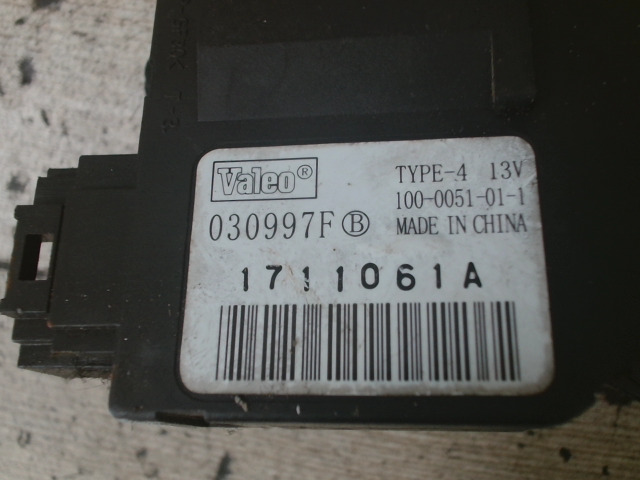 Valeo®
TYPE-4 13V
100-0051-01-1
030997F Ⓑ
MADE IN CHINA
1711061A